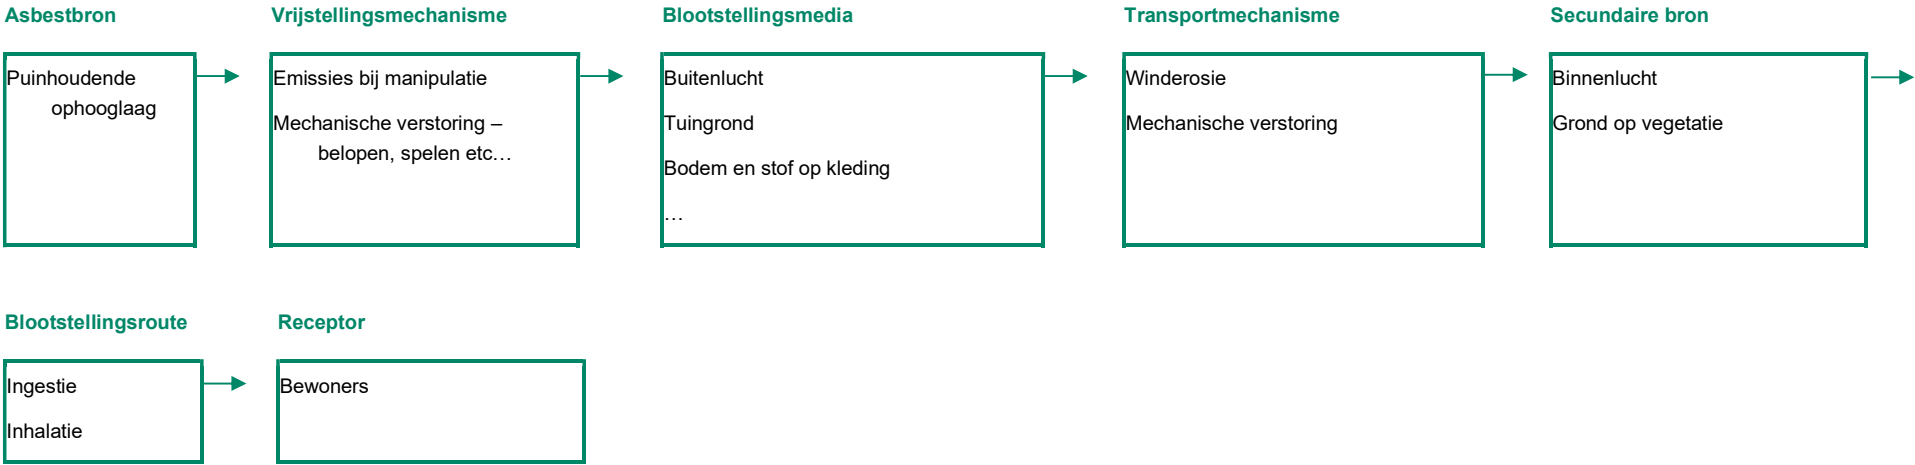 Asbestbron
Vrijstellingsmechanisme
Blootstellingsmedia
Transportmechanisme
Secundaire bron
Puinhoudende
ophooglaag
Emissies bij manipulatie
Mechanische verstoring –
belopen, spelen etc…
Buitenlucht
Tuingrond
Bodem en stof op kleding
…
Winderosie
Mechanische verstoring
Binnenlucht
Grond op vegetatie
Blootstellingsroute
Receptor
Ingestie
Inhalatie
Bewoners